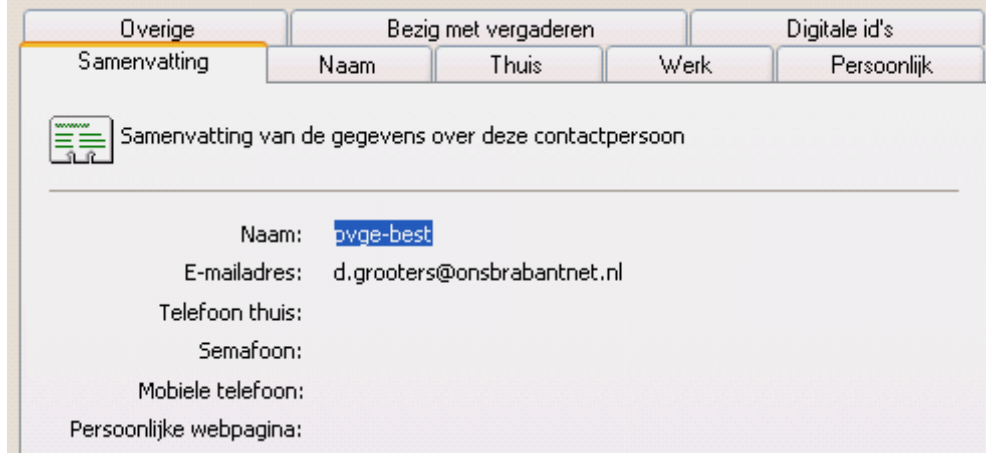 Overige Bezig met vergaderen Digitale id's
Samenvatting Naam Thuis Werk Persoonlijk
Samenvatting van de gegevens over deze contactpersoon
Naam: ovge-best
E-mailadres: d.grooters@onsbrabantnet.nl
Telefoon thuis:
Semafoon:
Mobiele telefoon:
Persoonlijke webpagina: